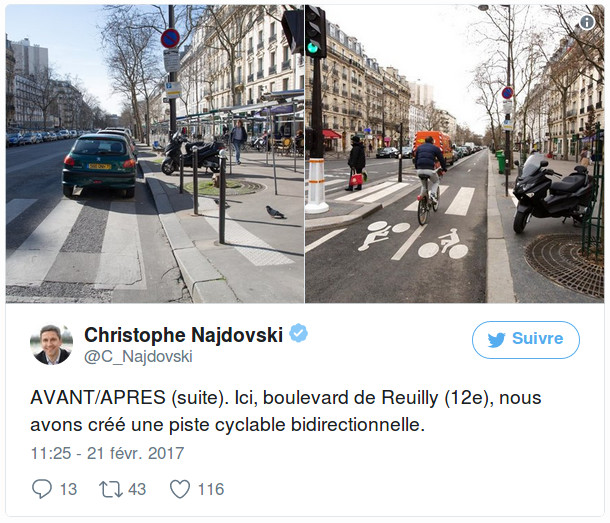 Christophe Najdovski
@C_Najdovski
Suivre
AVANT/APRES (suite). Ici, boulevard de Reuilly (12e), nous
avons créé une piste cyclable bidirectionnelle.
11:25 - 21 févr. 2017
13 43 116